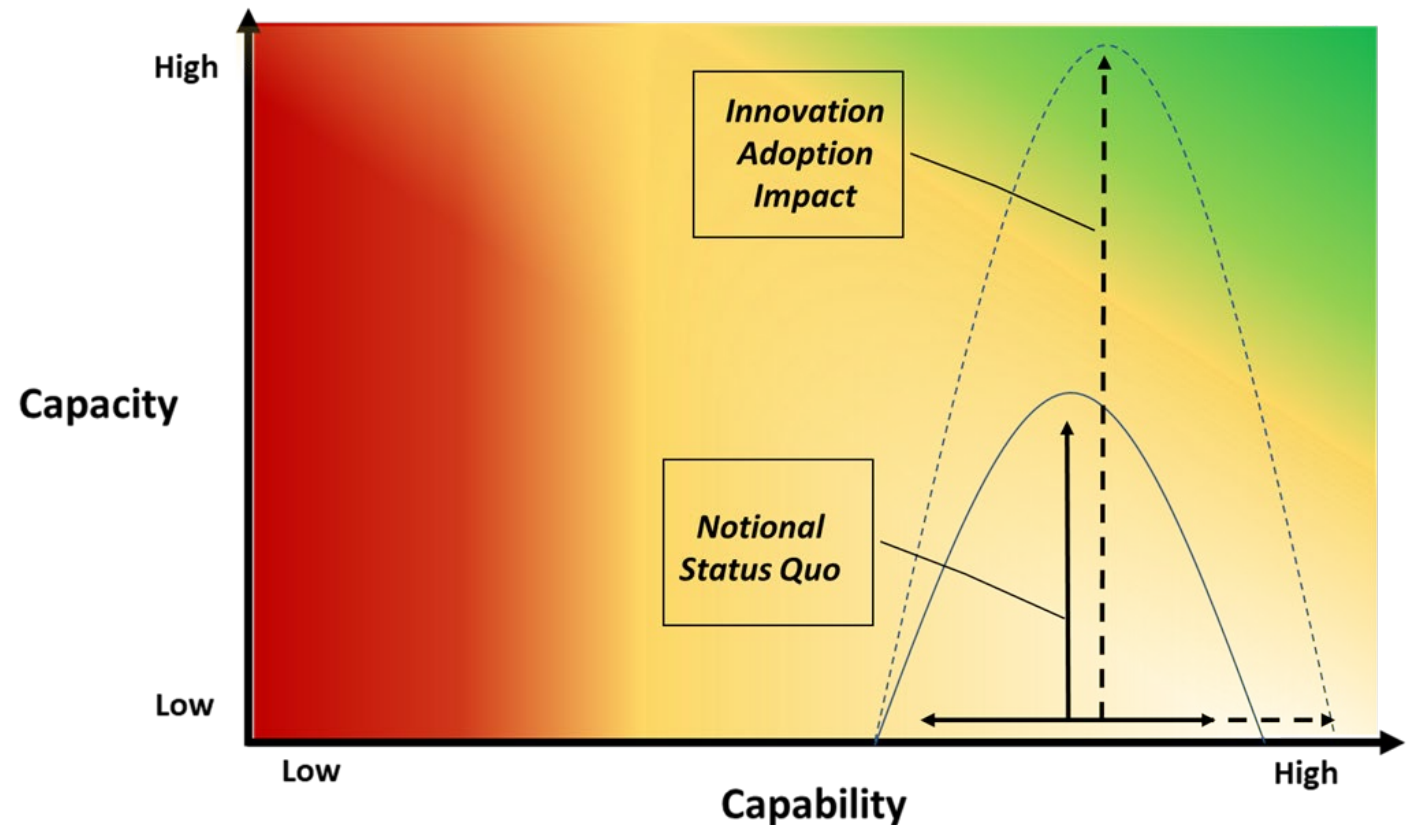 High
Innovation
Adoption
Impact
Capacity
Notional
Status Quo
Low
Low
High
Capability